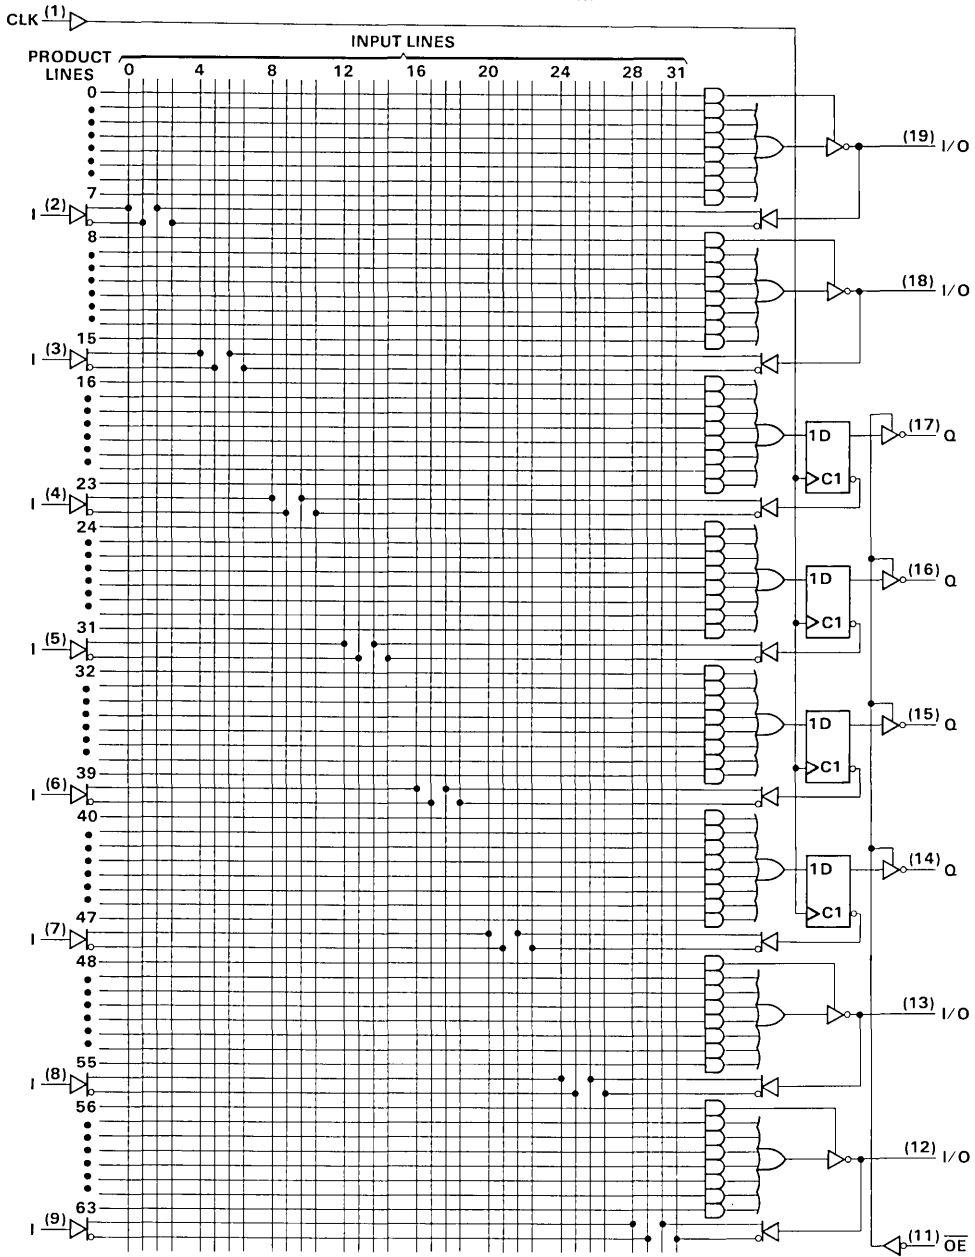 CLK (1)
INPUT LINES
PRODUCT LINES
0 4 8 12 16 20 24 28 31
0
(19) I/O
7
I (2)
8
(18) I/O
15
I (3)
16
1D
(17) Q
C1
23
I (4)
24
1D
(16) Q
C1
31
I (5)
32
1D
(15) Q
C1
39
I (6)
40
1D
(14) Q
C1
47
I (7)
48
(13) I/O
55
I (8)
56
(12) I/O
63
I (9)
(11) O̅E̅